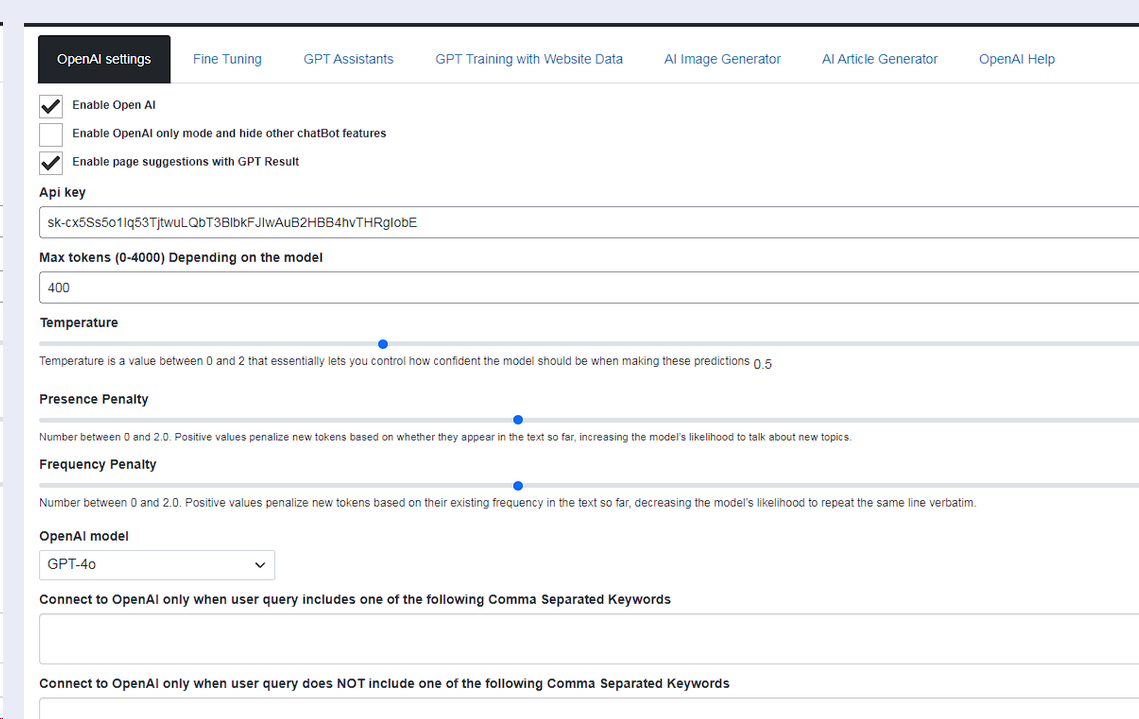 OpenAI settings
Fine Tuning
GPT Assistants
GPT Training with Website Data
AI Image Generator
AI Article Generator
OpenAI Help
Enable Open AI
Enable OpenAI only mode and hide other chatBot features
Enable page suggestions with GPT Result
Api key
Max tokens (0-4000) Depending on the model
400
Temperature
Temperature is a value between 0 and 2 that essentially lets you control how confident the model should be when making these predictions 0.5
Presence Penalty
Number between 0 and 2.0. Positive values penalize new tokens based on whether they appear in the text so far, increasing the model's likelihood to talk about new topics.
Frequency Penalty
Number between 0 and 2.0. Positive values penalize new tokens based on their existing frequency in the text so far, decreasing the model's likelihood to repeat the same line verbatim.
OpenAI model
GPT-4o
Connect to OpenAI only when user query includes one of the following Comma Separated Keywords
Connect to OpenAI only when user query does NOT include one of the following Comma Separated Keywords